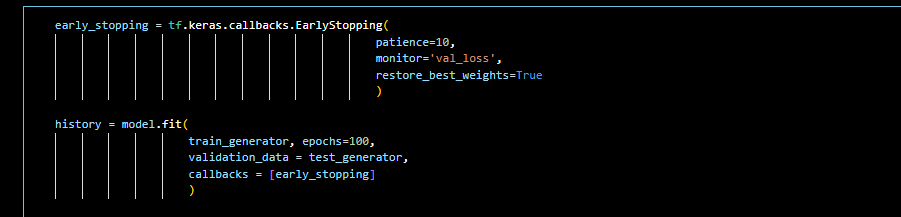 early_stopping = tf.keras.callbacks.EarlyStopping(
patience=10,
monitor='val_loss',
restore_best_weights=True
)
history = model.fit(
train_generator, epochs=100,
validation_data = test_generator,
callbacks = [early_stopping]
)